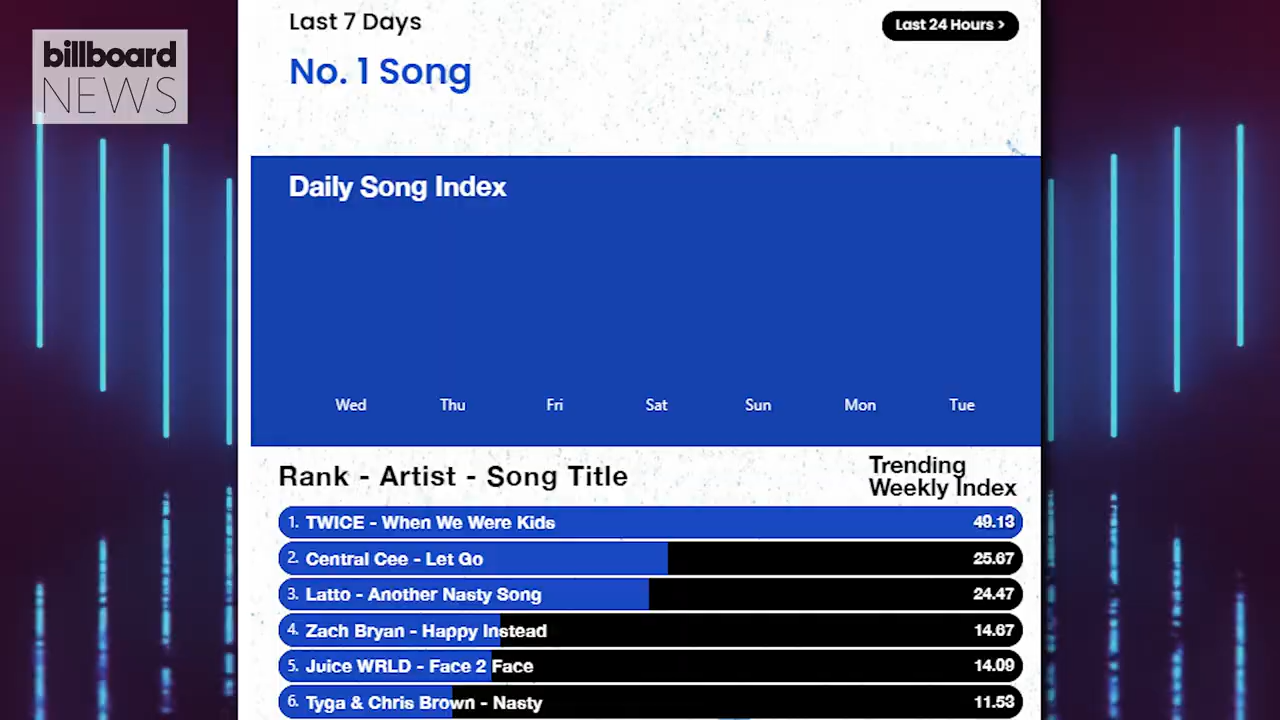 billboard
NEWS
Last 7 Days
Last 24 Hours >
No. 1 Song
Daily Song Index
Wed Thu Fri Sat Sun Mon Tue
Rank - Artist - Song Title
Trending
Weekly Index
1. TWICE - When We Were Kids 49.13
2. Central Cee - Let Go 25.67
3. Latto - Another Nasty Song 24.47
4. Zach Bryan - Happy Instead 14.67
5. Juice WRLD - Face 2 Face 14.09
6. Tyga & Chris Brown - Nasty 11.53